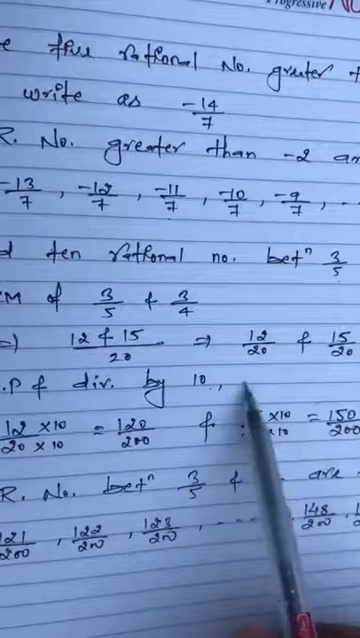 Progressive
five rational No. greater
write as -14/7
R. No. greater than -2
-13/7, -12/7, -11/7, -10/7, -9/7, ...
ten rational no. betⁿ 3/5
of 3/5 & 3/4
12 & 15/20 ⇒ 12/20 & 15/20
div. by 10,
12×10/20×10 = 120/200 & ×10/×10 = 150/200
R. No. betⁿ 3/5 & are
121/200, 122/200, 123/200, .... 148/200,